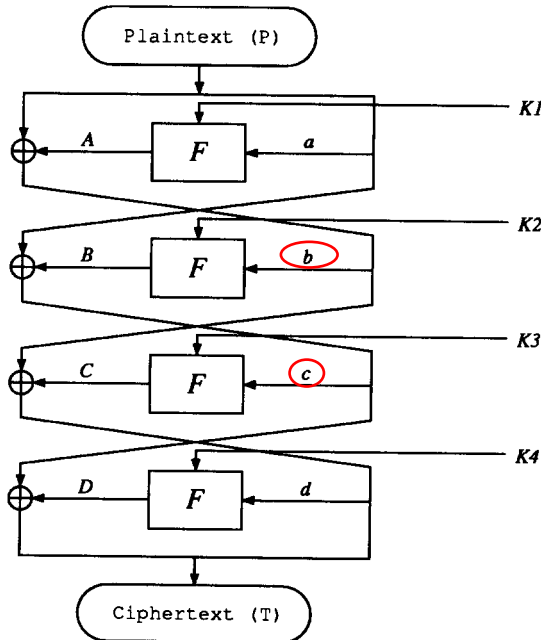 Plaintext (P)
K1
A F a
K2
B F b
K3
C F c
K4
D F d
Ciphertext (T)